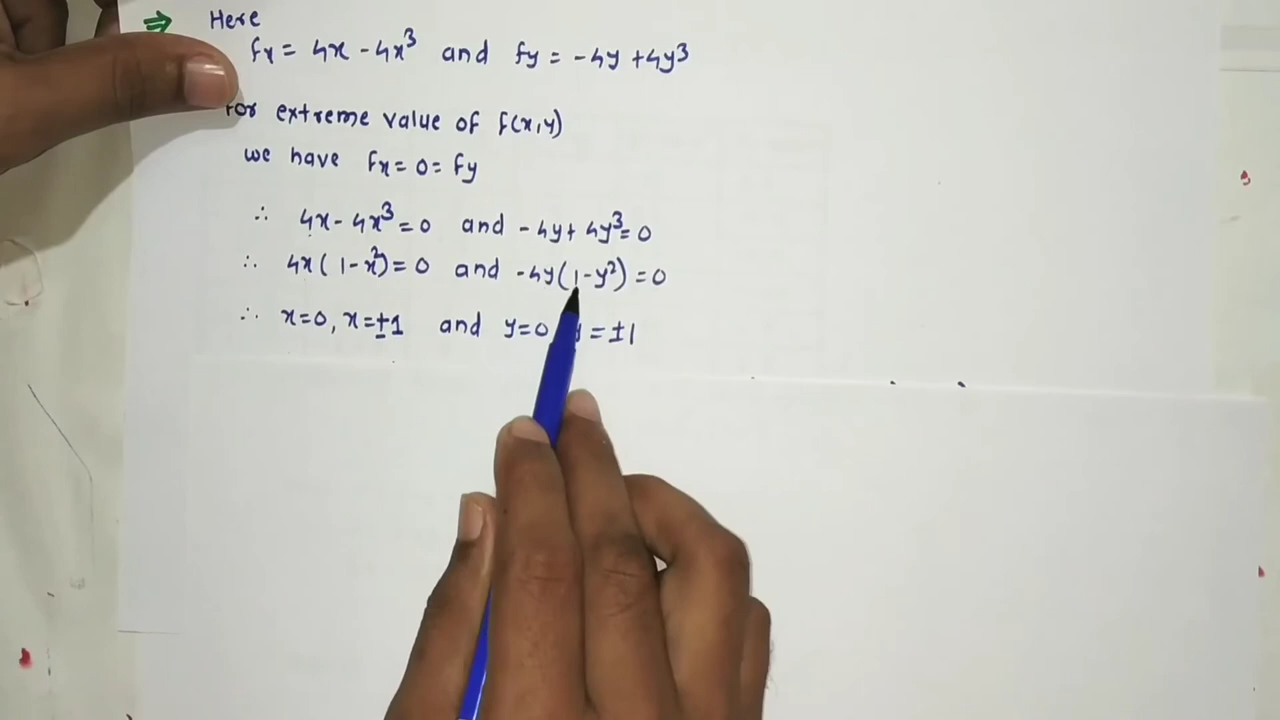 ⇒ Here
fx = 4x - 4x³ and fy = -4y + 4y³
For extreme value of f(x,y)
we have fx = 0 = fy
∴ 4x - 4x³ = 0 and -4y + 4y³ = 0
∴ 4x(1-x²) = 0 and -4y(1-y²) = 0
∴ x=0, x=±1 and y=0 = ±1